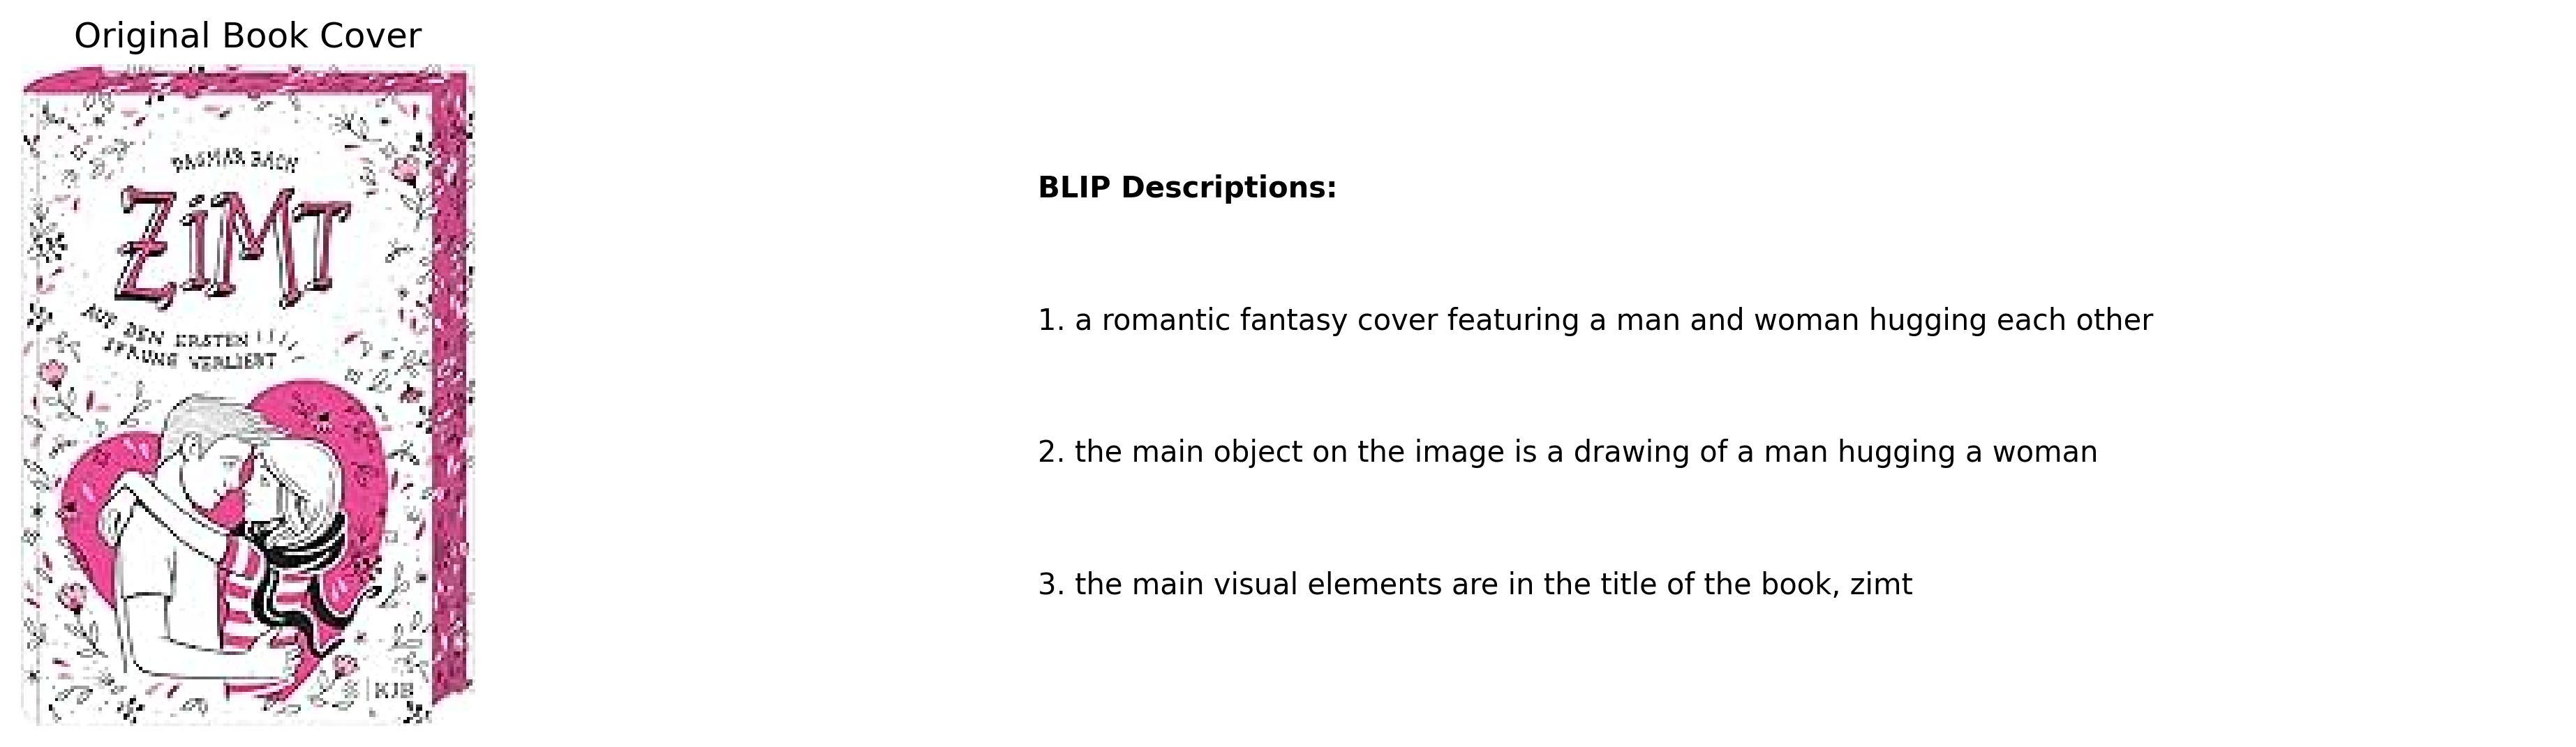 Original Book Cover
DAGMAR BACH
ZiMT
AUF DEN ERSTEN
SPRUNG VERLIEBT
KJB
BLIP Descriptions:
1. a romantic fantasy cover featuring a man and woman hugging each other
2. the main object on the image is a drawing of a man hugging a woman
3. the main visual elements are in the title of the book, zimt